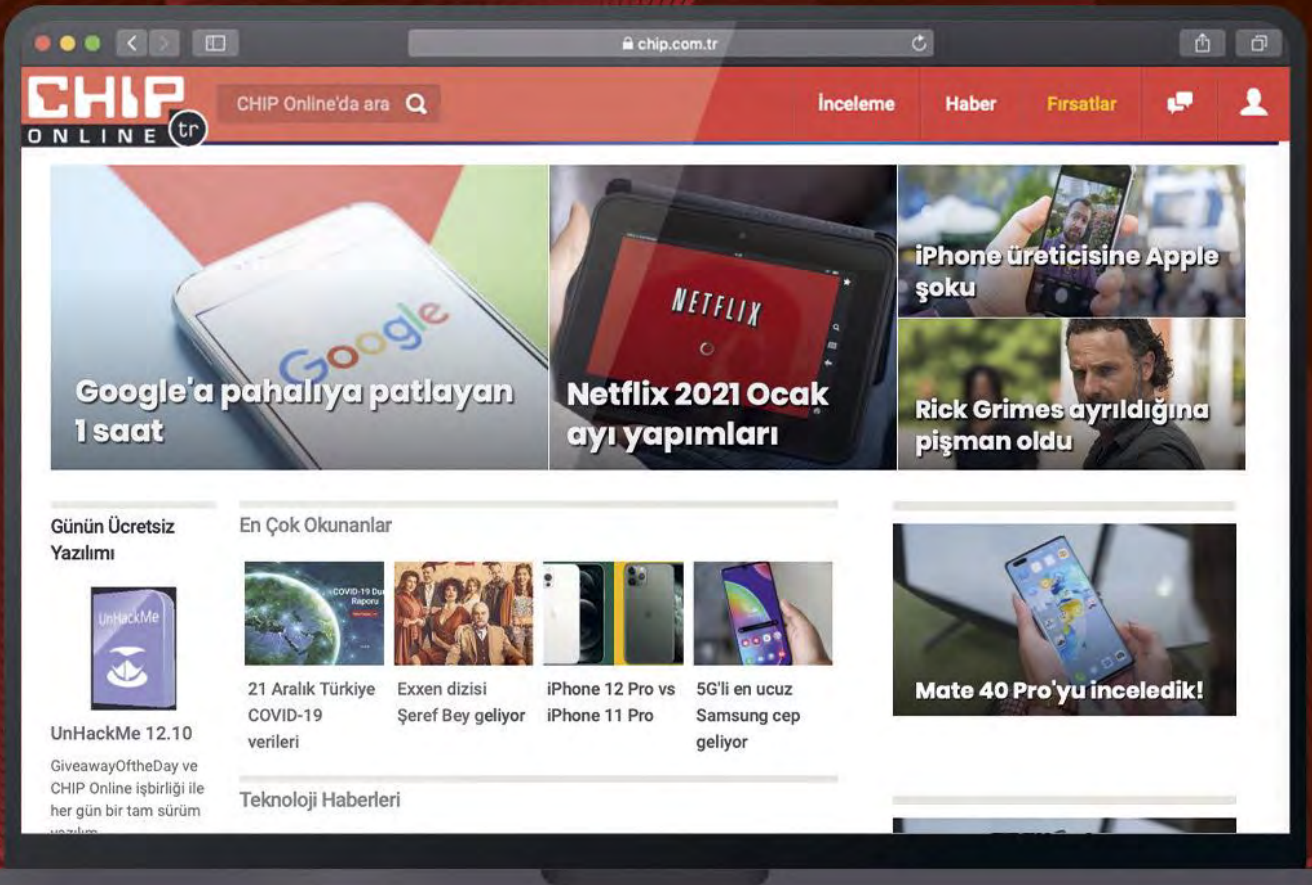 chip.com.tr
CHIP
ONLINE tr
CHIP Online'da ara
İnceleme
Haber
Fırsatlar
Google
Google'a pahalıya patlayan
1 saat
NETFLIX
Netflix 2021 Ocak
ayı yapımları
iPhone üreticisine Apple
şoku
Rick Grimes ayrıldığına
pişman oldu
Günün Ücretsiz
Yazılımı
UnHackMe
UnHackMe 12.10
GiveawayOftheDay ve
CHIP Online işbirliği ile
her gün bir tam sürüm
yazılım
En Çok Okunanlar
COVID-19 Du
Raporu
21 Aralık Türkiye
COVID-19
verileri
Exxen dizisi
Şeref Bey geliyor
iPhone 12 Pro vs
iPhone 11 Pro
5G'li en ucuz
Samsung cep
geliyor
Teknoloji Haberleri
Mate 40 Pro'yu inceledik!